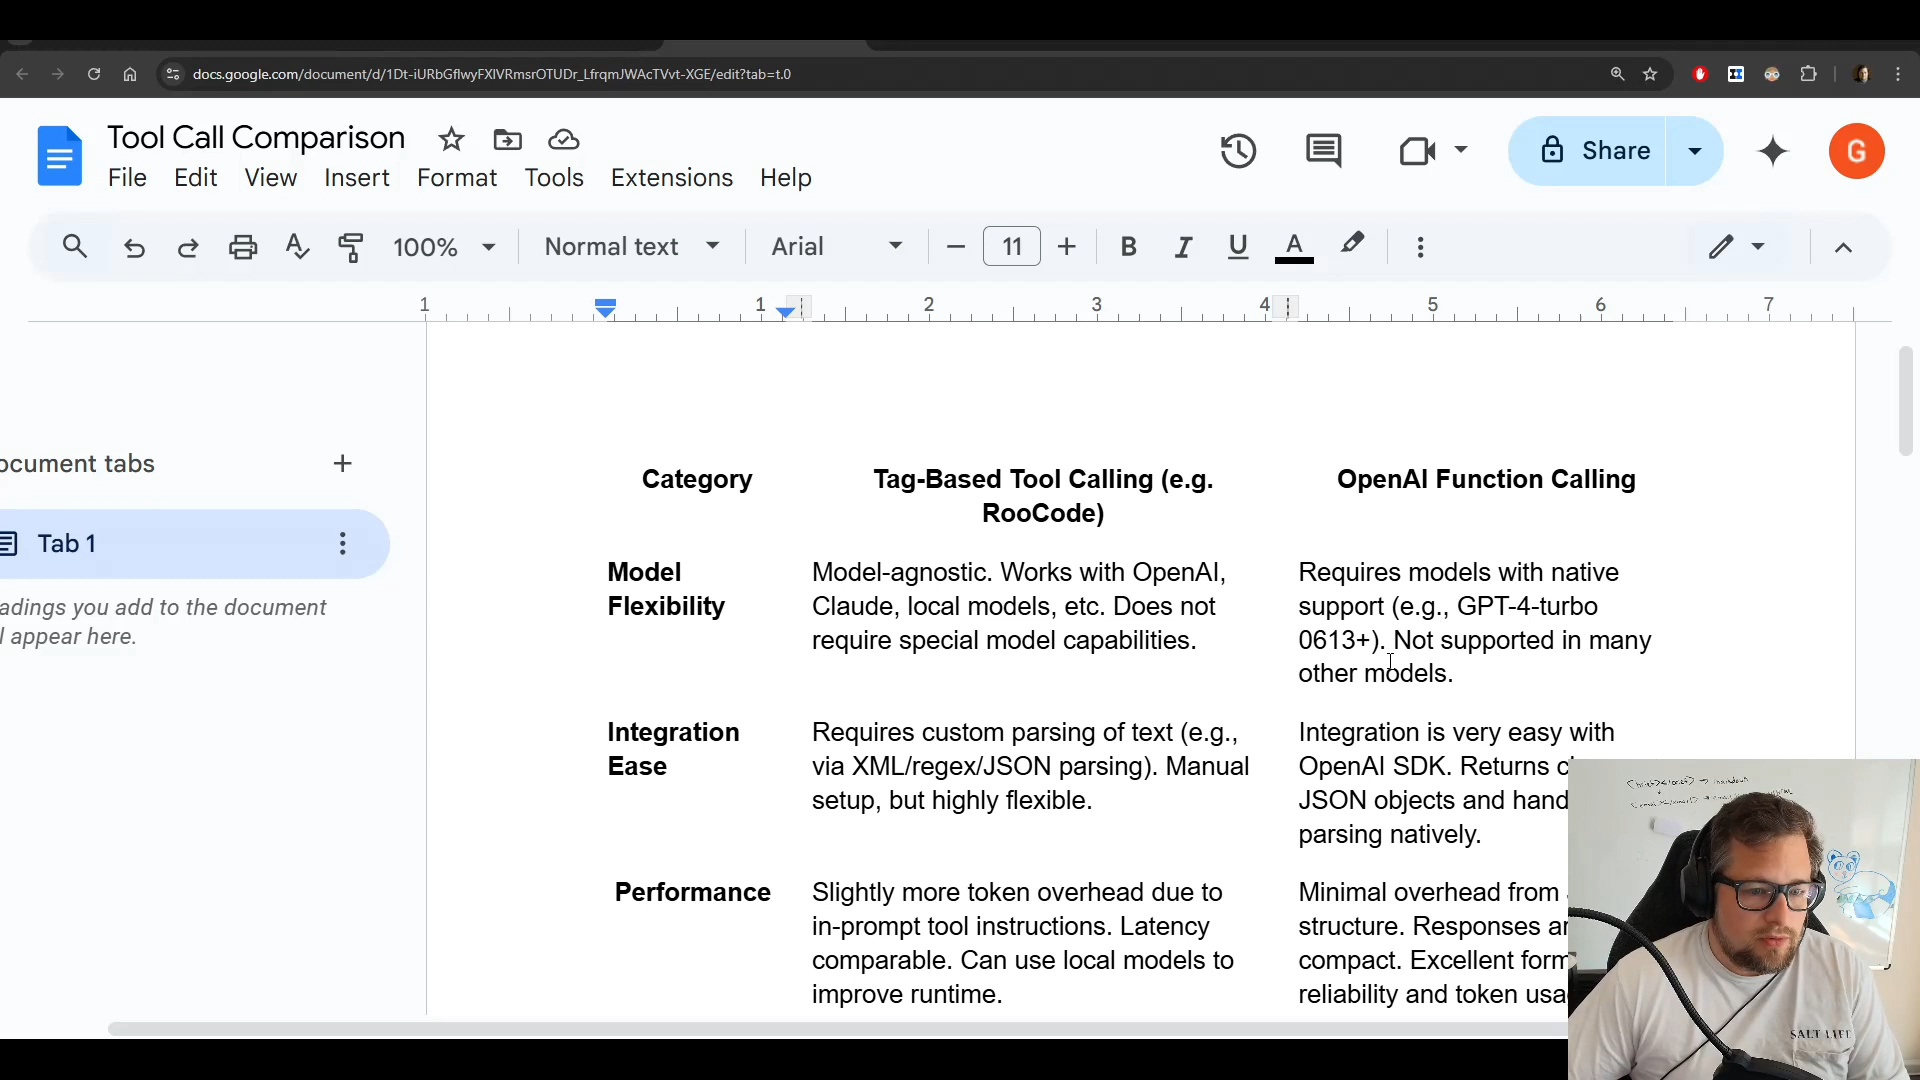 docs.google.com/document/d/1Dt-iURbGflwyFXlVRmsrOTUDr_LfrqmJWAcTVvt-XGE/edit?tab=t.0
Tool Call Comparison
File Edit View Insert Format Tools Extensions Help
Share
G
100% Normal text Arial 11 B I U A
1 1 2 3 4 5 6 7
ocument tabs
Tab 1
adings you add to the document
l appear here.
Category Tag-Based Tool Calling (e.g. OpenAI Function Calling
RooCode)
Model Model-agnostic. Works with OpenAI, Requires models with native
Flexibility Claude, local models, etc. Does not support (e.g., GPT-4-turbo
require special model capabilities. 0613+). Not supported in many
other models.
Integration Requires custom parsing of text (e.g., Integration is very easy with
Ease via XML/regex/JSON parsing). Manual OpenAI SDK. Returns
setup, but highly flexible. JSON objects and
parsing natively.
Performance Slightly more token overhead due to Minimal overhead from
in-prompt tool instructions. Latency structure. Responses
comparable. Can use local models to compact. Excellent
improve runtime. reliability and token
SALT LIFE